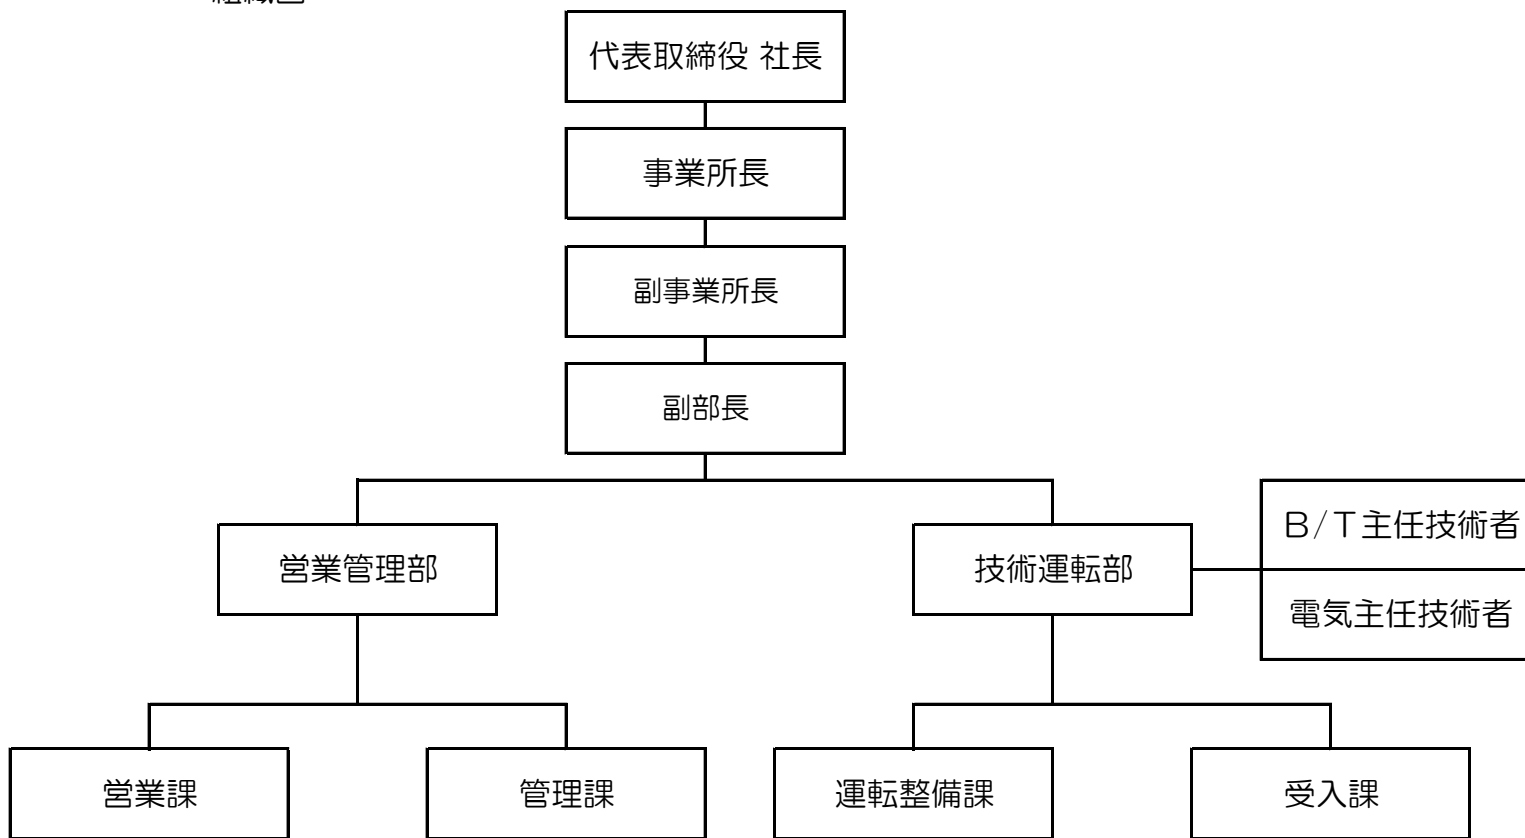 組織図
代表取締役 社長
事業所長
副事業所長
副部長
営業管理部
技術運転部
B/T主任技術者
電気主任技術者
営業課
管理課
運転整備課
受入課